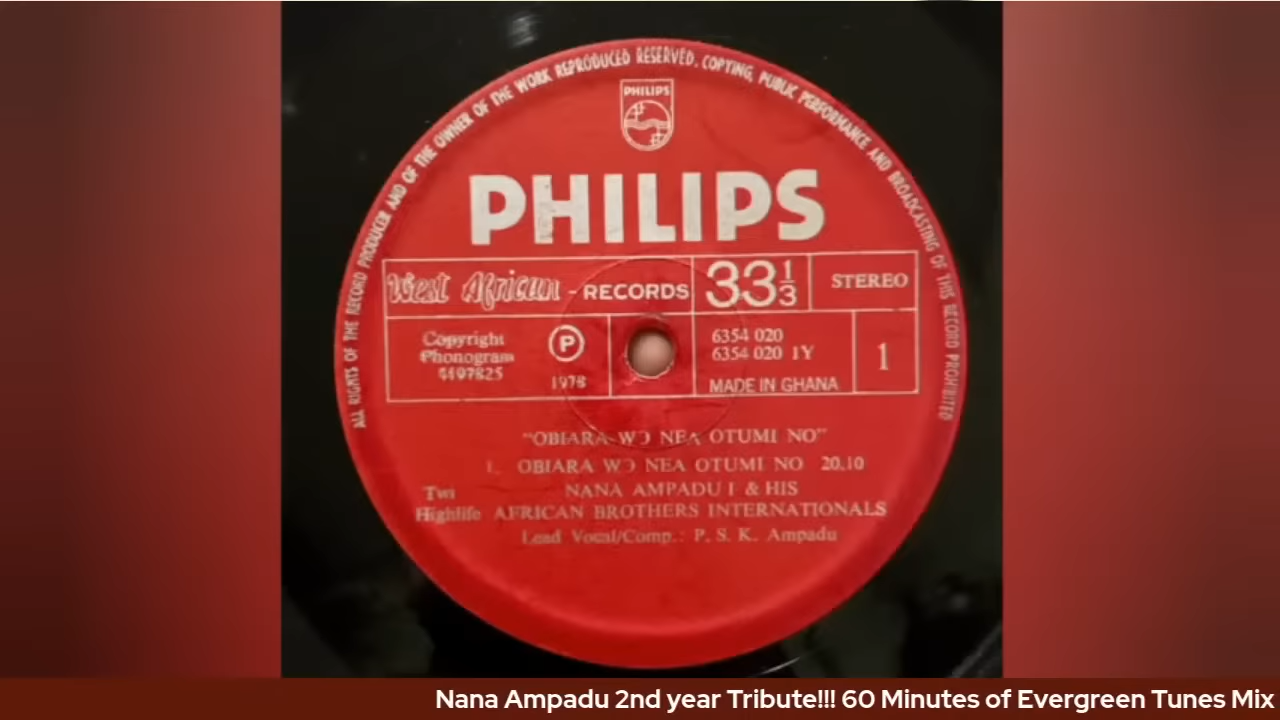 ALL RIGHTS OF THE RECORD PRODUCER AND OF THE OWNER OF THE WORK REPRODUCED RESERVED. COPYING, PUBLIC PERFORMANCE AND BROADCASTING OF THIS RECORD PROHIBITED
PHILIPS
PHILIPS
West African - RECORDS
33 1/3
STEREO
Copyright
Phonogram
4497825
P
1978
6354 020
6354 020 1Y
MADE IN GHANA
1
"OBIARA WƆ NEA OTUMI NO"
1. OBIARA WƆ NEA OTUMI NO 20.10
NANA AMPADU I & HIS
Twi
Highlife AFRICAN BROTHERS INTERNATIONALS
Lead Vocal/Comp.: P. S. K. Ampadu
Nana Ampadu 2nd year Tribute!!! 60 Minutes of Evergreen Tunes Mix